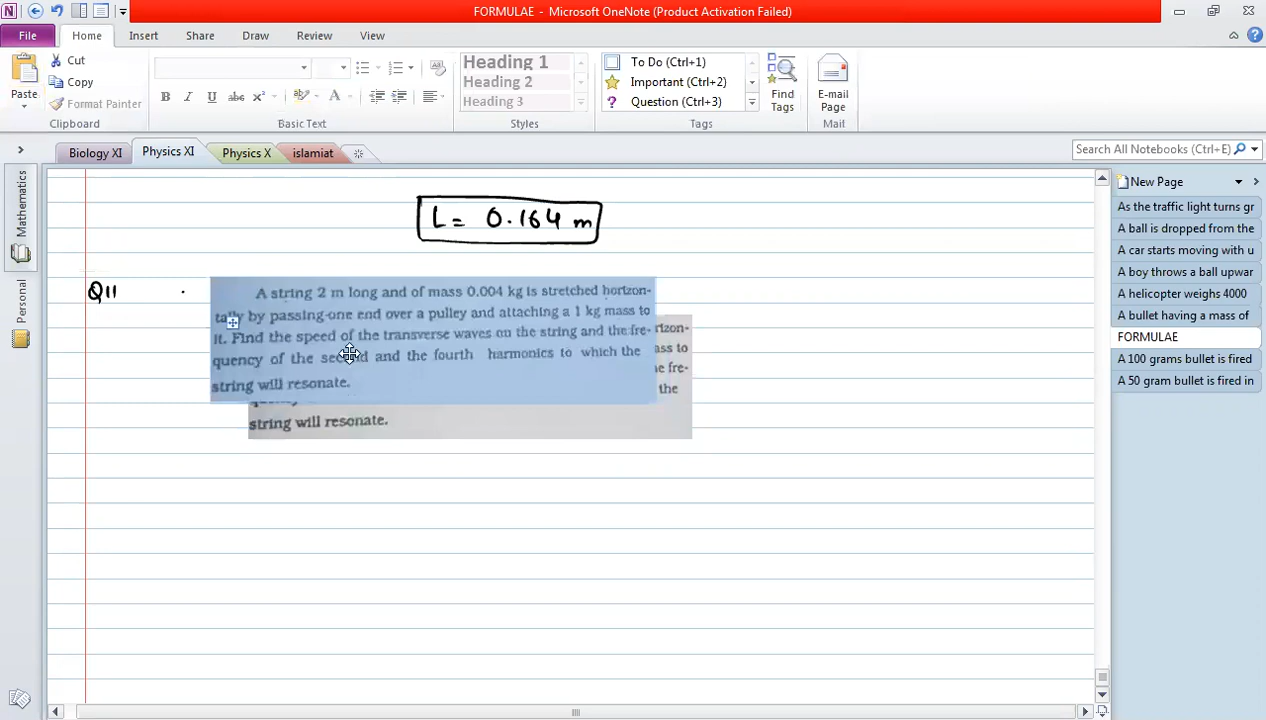 FORMULAE - Microsoft OneNote (Product Activation Failed)
File Home Insert Share Draw Review View
Paste
Cut
Copy
Format Painter
Clipboard
B I U abc x² A
Basic Text
Heading 1
Heading 2
Heading 3
Styles
To Do (Ctrl+1)
Important (Ctrl+2)
Question (Ctrl+3)
Tags
Find Tags
E-mail Page
Mail
Biology XI Physics XI Physics X islamiat
Search All Notebooks (Ctrl+E)
Mathematics
Personal
New Page
As the traffic light turns gr
A ball is dropped from the
A car starts moving with u
A boy throws a ball upwar
A helicopter weighs 4000
A bullet having a mass of
FORMULAE
A 100 grams bullet is fired
A 50 gram bullet is fired in
L = 0.164 m
Q11
A string 2 m long and of mass 0.004 kg is stretched horizon-
tally by passing-one end over a pulley and attaching a 1 kg mass to
it. Find the speed of the transverse waves on the string and the fre-
quency of the second and the fourth harmonics to which the
string will resonate.
rtizon-
ass to
e fre-
the
string will resonate.